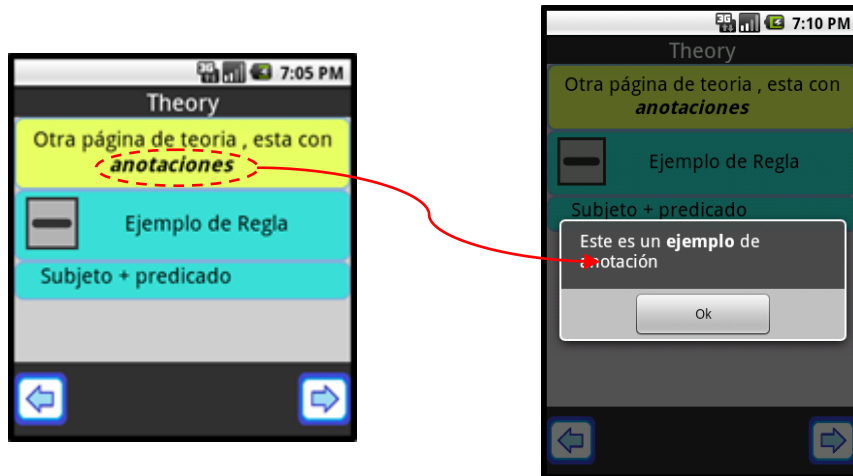 3G 7:05 PM
Theory
Otra página de teoria , esta con
anotaciones
Ejemplo de Regla
Subjeto + predicado
3G 7:10 PM
Theory
Otra página de teoria , esta con
anotaciones
Ejemplo de Regla
Subjeto + predicado
Este es un ejemplo de
anotación
Ok